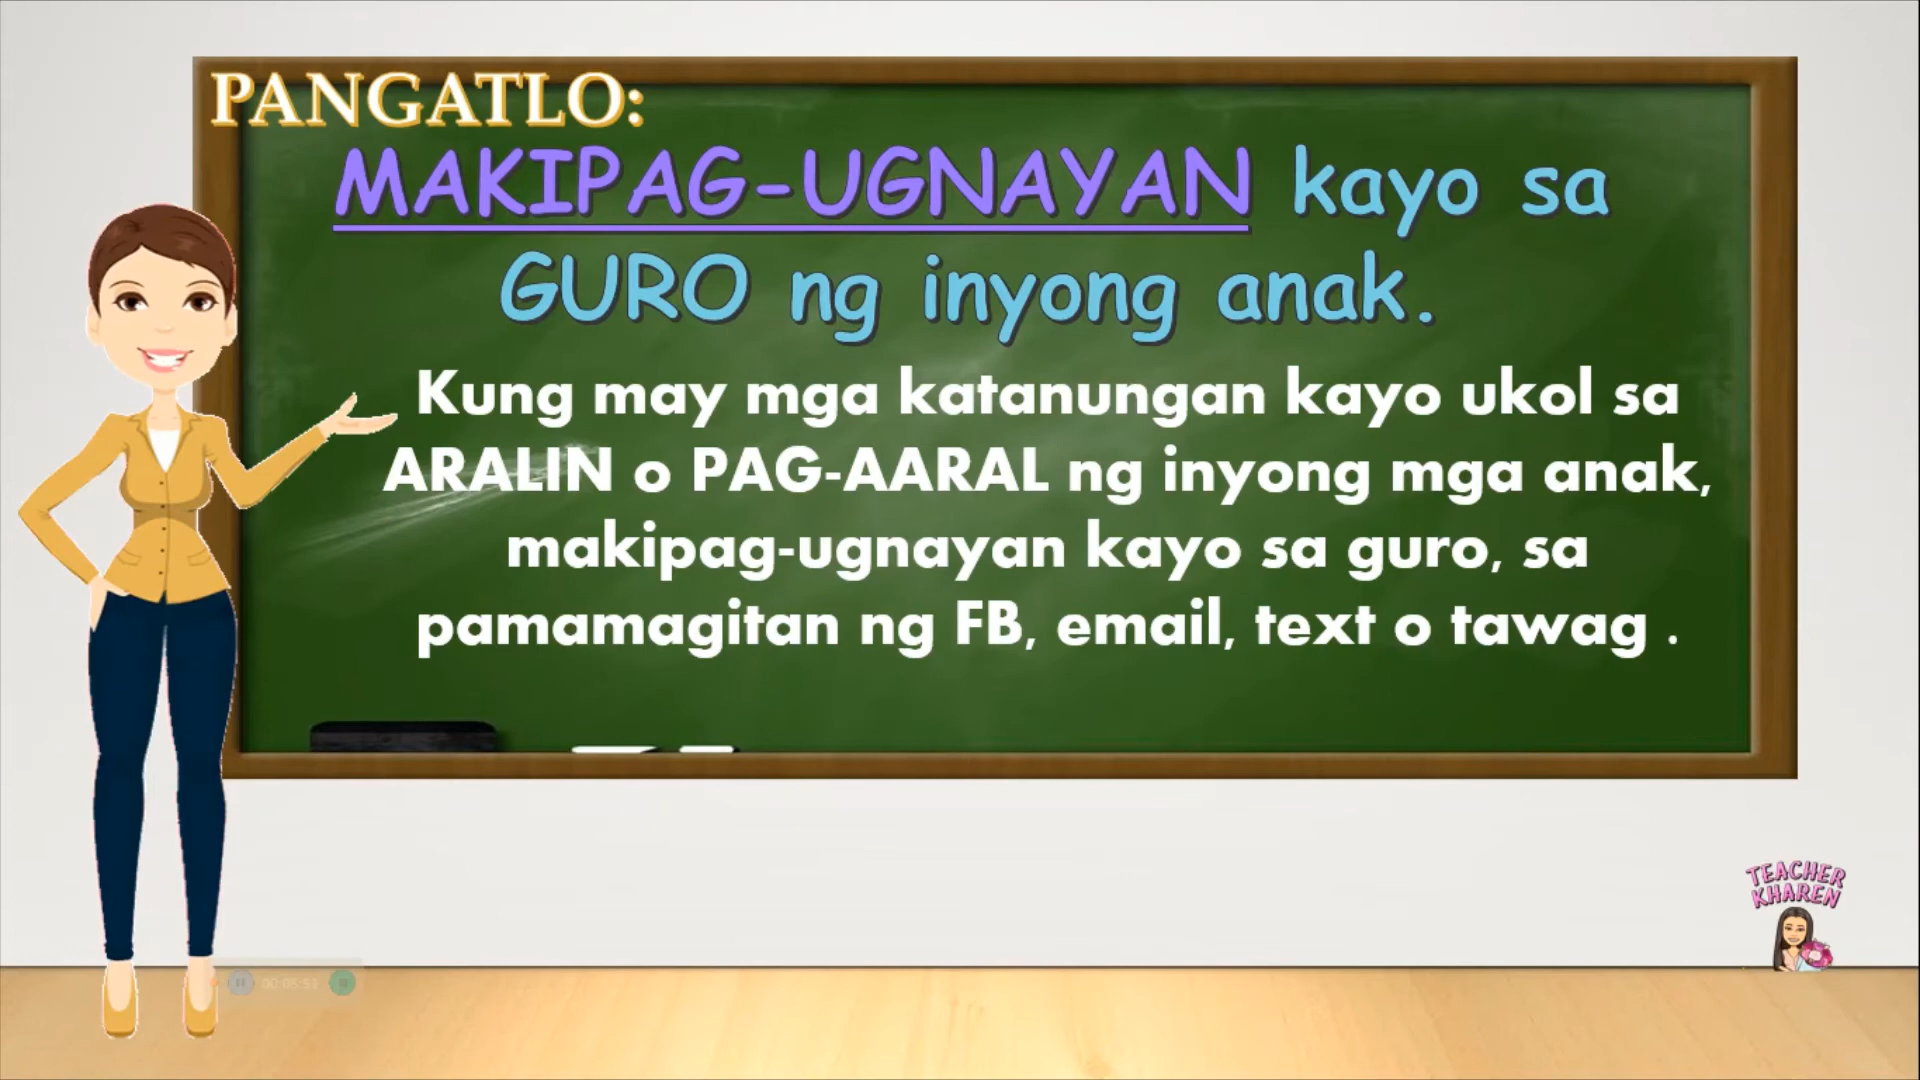 PANGATLO:
MAKIPAG-UGNAYAN kayo sa
GURO ng inyong anak.
Kung may mga katanungan kayo ukol sa
ARALIN o PAG-AARAL ng inyong mga anak,
makipag-ugnayan kayo sa guro, sa
pamamagitan ng FB, email, text o tawag .
TEACHER
KHAREN